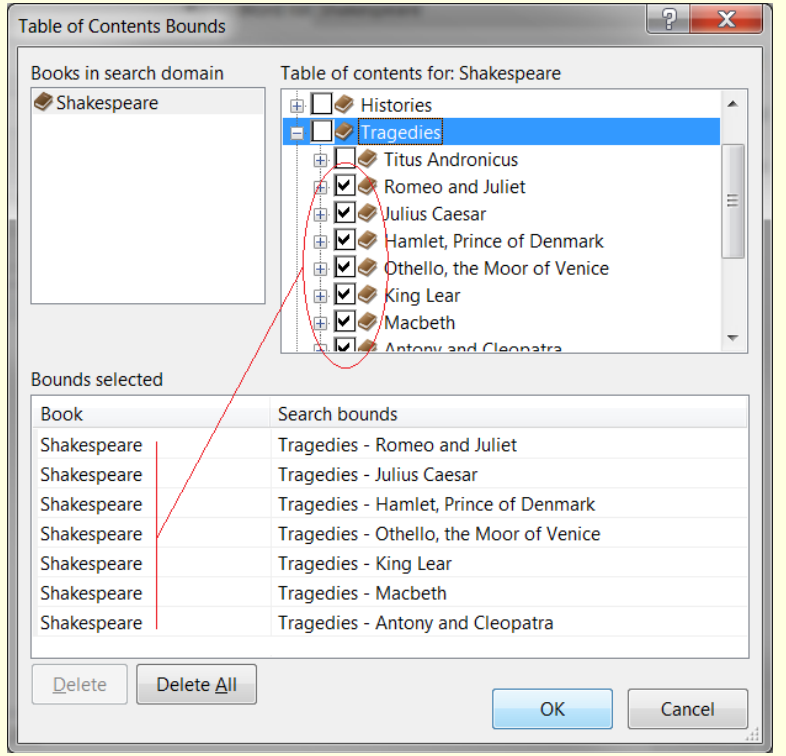 Table of Contents Bounds
Books in search domain
Shakespeare
Table of contents for: Shakespeare
Histories
Tragedies
Titus Andronicus
Romeo and Juliet
Julius Caesar
Hamlet, Prince of Denmark
Othello, the Moor of Venice
King Lear
Macbeth
Antony and Cleopatra
Bounds selected
Book Search bounds
Shakespeare Tragedies - Romeo and Juliet
Shakespeare Tragedies - Julius Caesar
Shakespeare Tragedies - Hamlet, Prince of Denmark
Shakespeare Tragedies - Othello, the Moor of Venice
Shakespeare Tragedies - King Lear
Shakespeare Tragedies - Macbeth
Shakespeare Tragedies - Antony and Cleopatra
Delete Delete All
OK Cancel